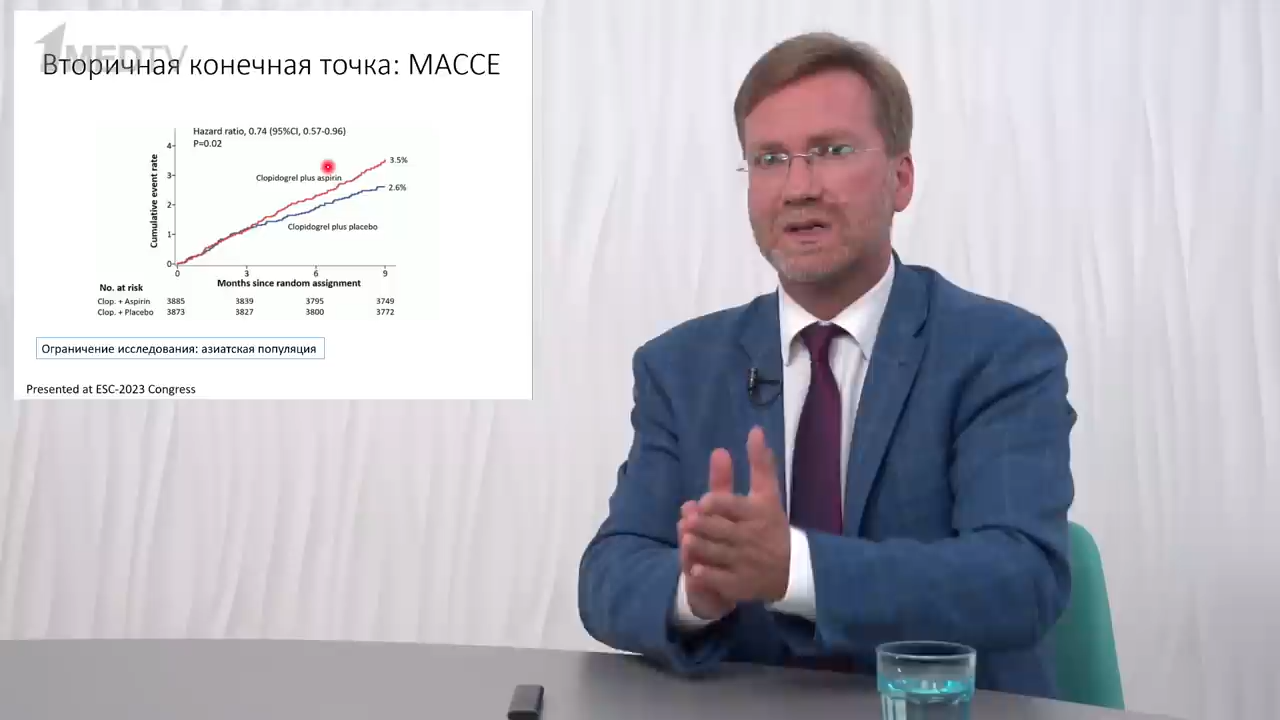 1MEDTV
Вторичная конечная точка: MACCE
Hazard ratio, 0.74 (95%CI, 0.57-0.96)
P=0.02
Cumulative event rate
4
3
2
1
0
3.5%
Clopidogrel plus aspirin
2.6%
Clopidogrel plus placebo
0 3 6 9
Months since random assignment
No. at risk
Clop. + Aspirin 3885 3839 3795 3749
Clop. + Placebo 3873 3827 3800 3772
Ограничение исследования: азиатская популяция
Presented at ESC-2023 Congress